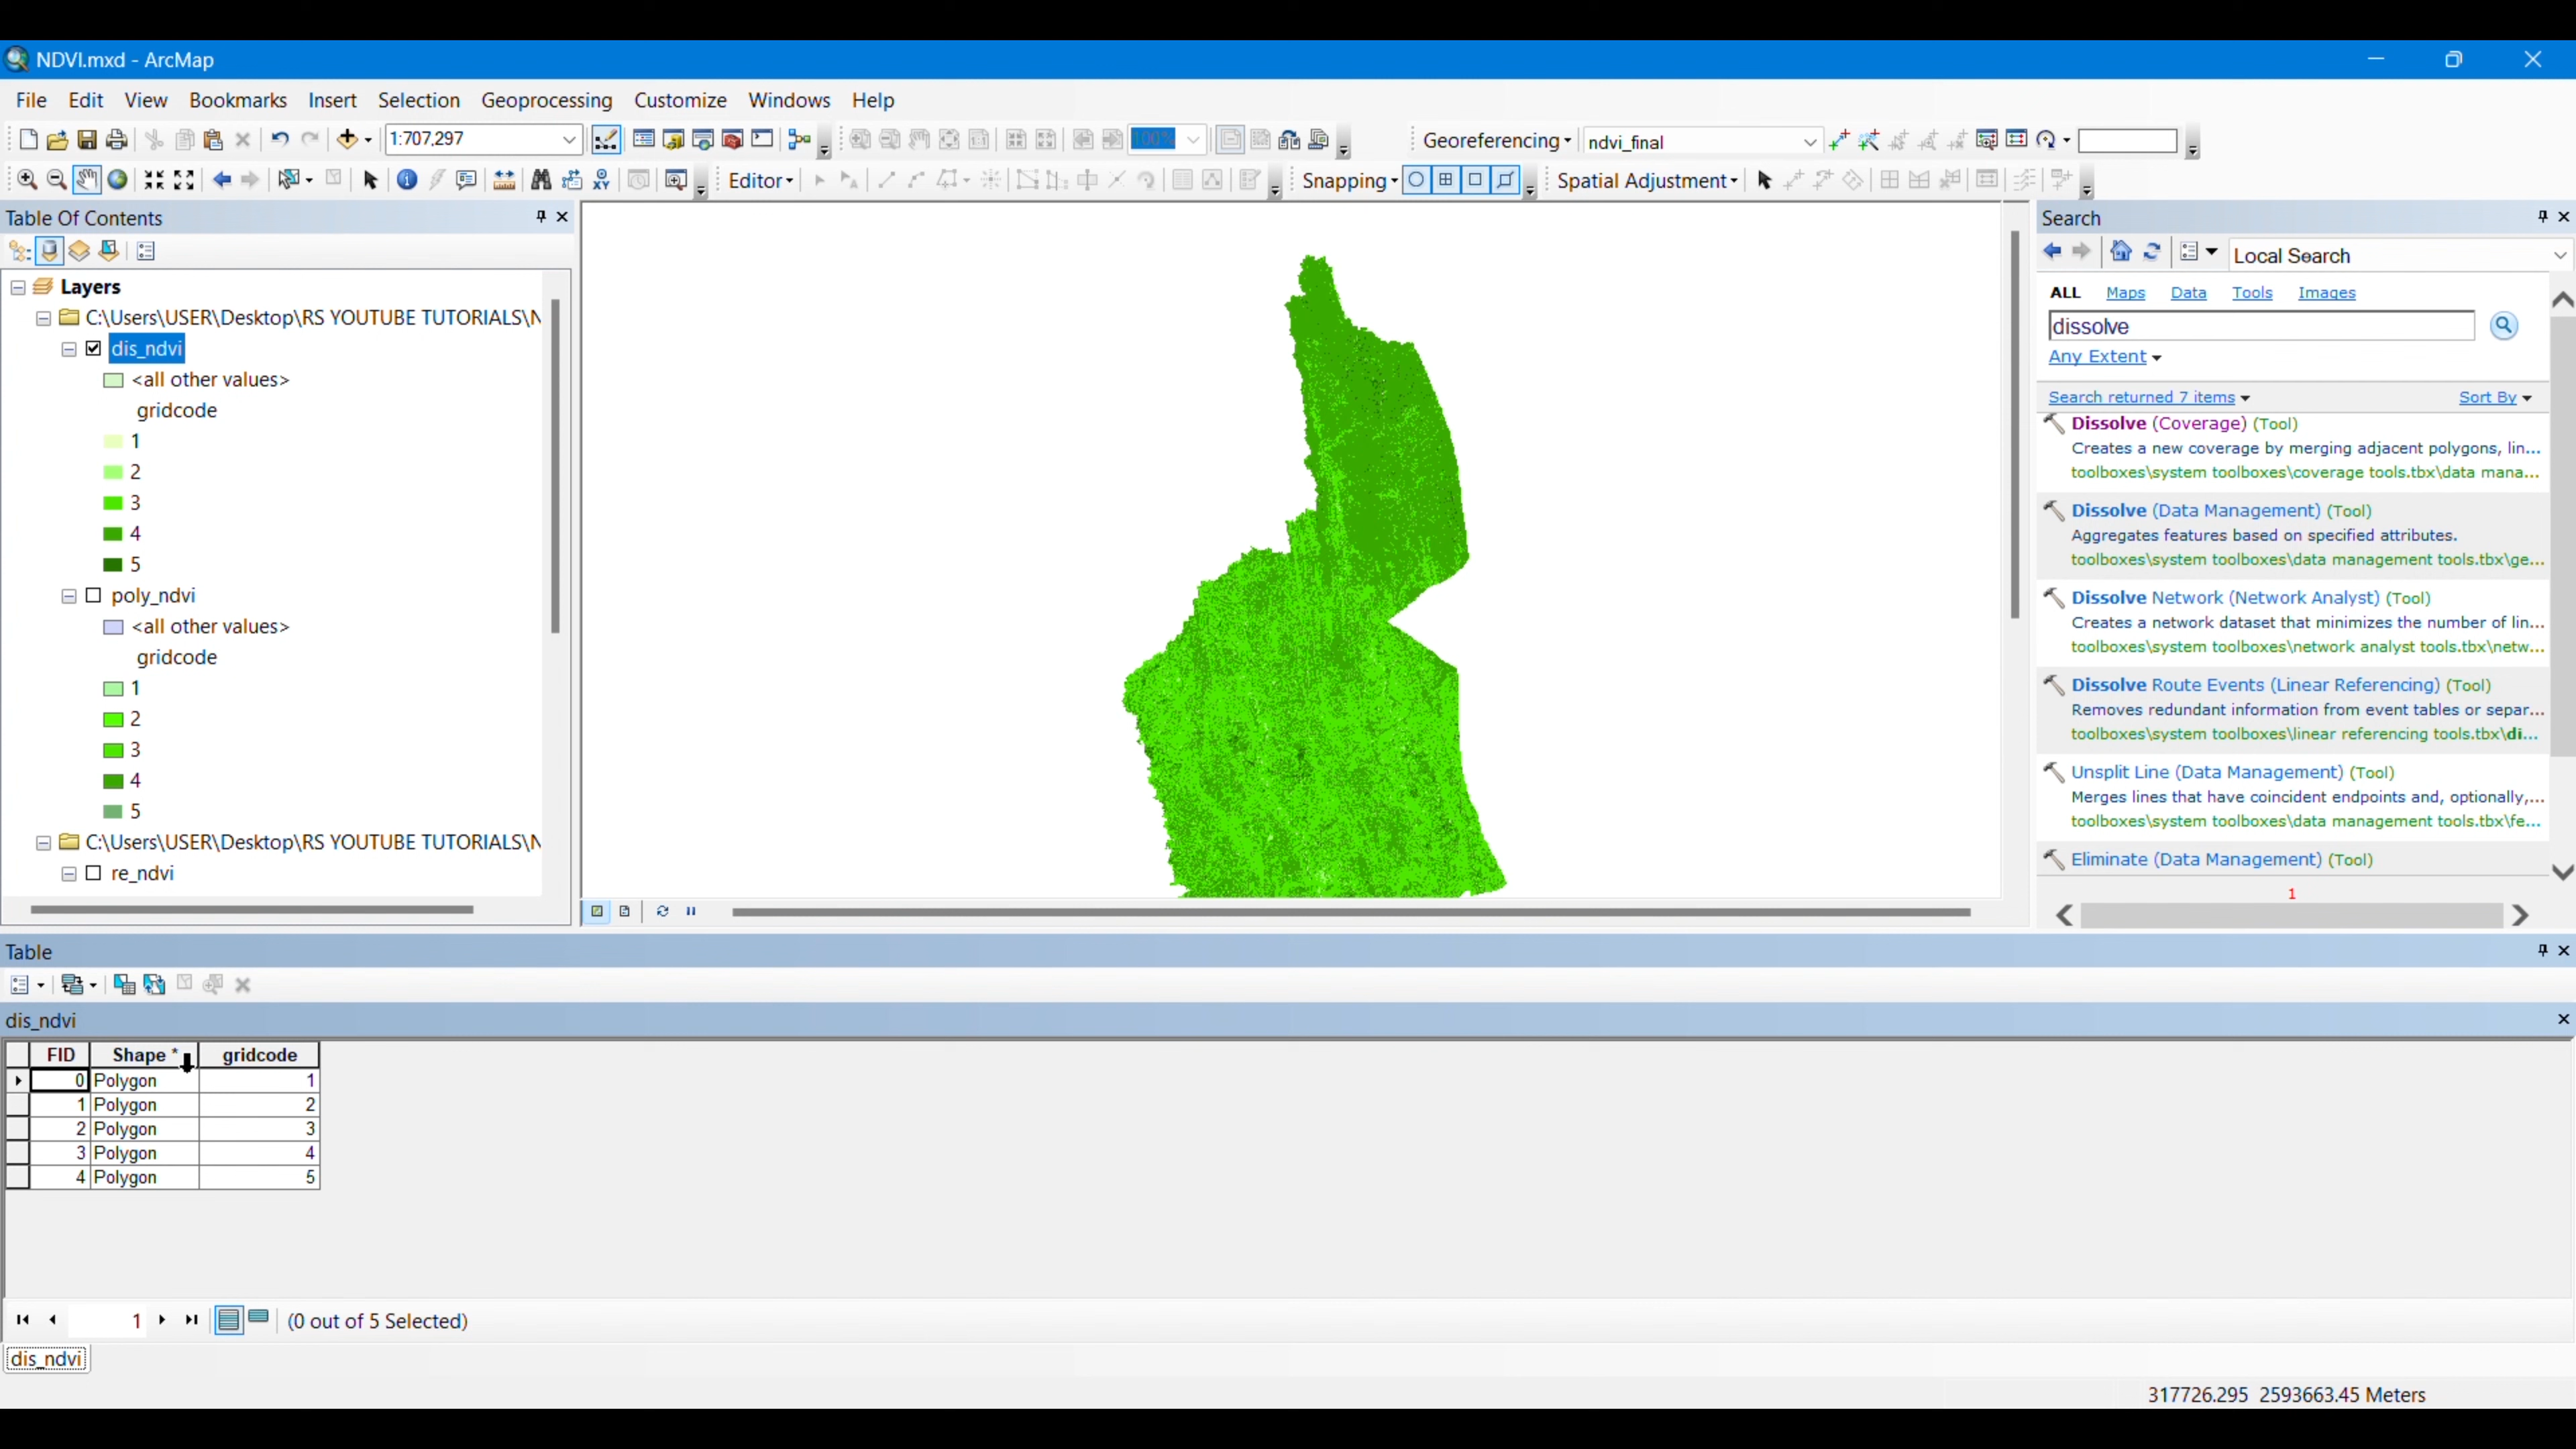 NDVI.mxd - ArcMap
File Edit View Bookmarks Insert Selection Geoprocessing Customize Windows Help
1:707,297 100% Georeferencing ndvi_final
Editor Snapping Spatial Adjustment
Table Of Contents
Layers
C:\Users\USER\Desktop\RS YOUTUBE TUTORIALS\N
dis_ndvi
<all other values>
gridcode
1
2
3
4
5
poly_ndvi
<all other values>
gridcode
1
2
3
4
5
C:\Users\USER\Desktop\RS YOUTUBE TUTORIALS\N
re_ndvi
Search
Local Search
ALL Maps Data Tools Images
dissolve
Any Extent
Search returned 7 items Sort By
Dissolve (Coverage) (Tool)
Creates a new coverage by merging adjacent polygons, lin...
toolboxes\system toolboxes\coverage tools.tbx\data mana...
Dissolve (Data Management) (Tool)
Aggregates features based on specified attributes.
toolboxes\system toolboxes\data management tools.tbx\ge...
Dissolve Network (Network Analyst) (Tool)
Creates a network dataset that minimizes the number of lin...
toolboxes\system toolboxes\network analyst tools.tbx\netw...
Dissolve Route Events (Linear Referencing) (Tool)
Removes redundant information from event tables or separ...
toolboxes\system toolboxes\linear referencing tools.tbx\di...
Unsplit Line (Data Management) (Tool)
Merges lines that have coincident endpoints and, optionally,...
toolboxes\system toolboxes\data management tools.tbx\fe...
Eliminate (Data Management) (Tool)
1
Table
dis_ndvi
FID Shape * gridcode
0 Polygon 1
1 Polygon 2
2 Polygon 3
3 Polygon 4
4 Polygon 5
1 (0 out of 5 Selected)
dis_ndvi
317726.295 2593663.45 Meters